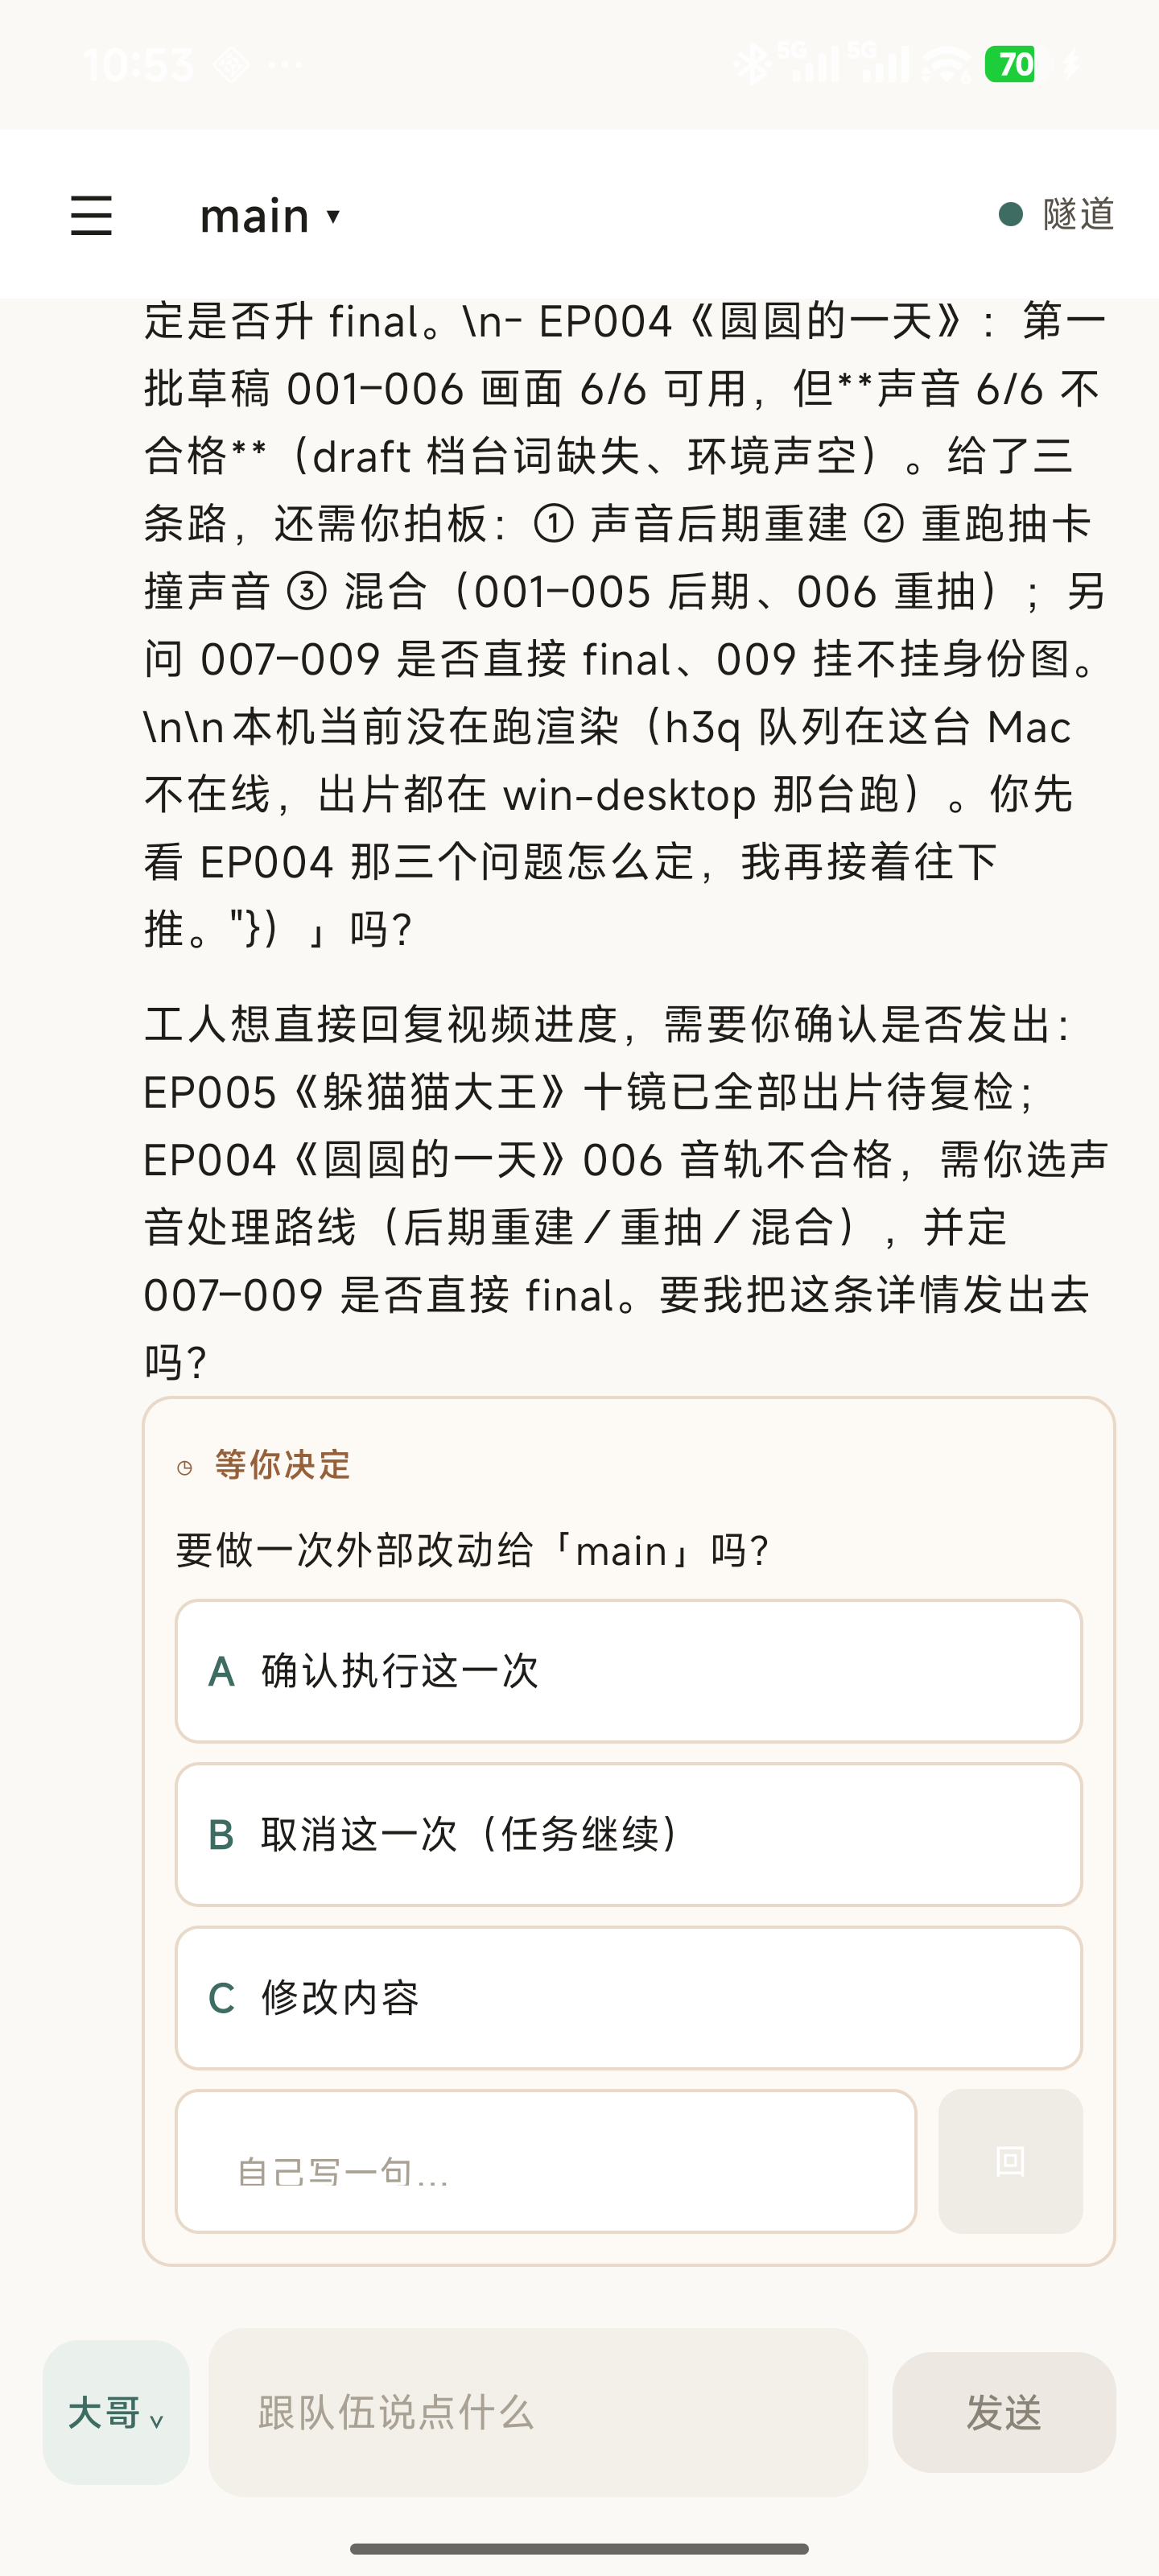 10:53 ...
5G 5G 6 70
main ▾
隧道
定是否升 final。\n- EP004《圆圆的一天》：第一
批草稿 001–006 画面 6/6 可用，但**声音 6/6 不
合格**（draft 档台词缺失、环境声空）。给了三
条路，还需你拍板：① 声音后期重建 ② 重跑抽卡
撞声音 ③ 混合（001–005 后期、006 重抽）；另
问 007–009 是否直接 final、009 挂不挂身份图。
\n\n本机当前没在跑渲染（h3q 队列在这台 Mac
不在线，出片都在 win-desktop 那台跑）。你先
看 EP004 那三个问题怎么定，我再接着往下
推。"}）」吗？
工人想直接回复视频进度，需要你确认是否发出：
EP005《躲猫猫大王》十镜已全部出片待复检；
EP004《圆圆的一天》006 音轨不合格，需你选声
音处理路线（后期重建／重抽／混合），并定
007–009 是否直接 final。要我把这条详情发出去
吗？
等你决定
要做一次外部改动给「main」吗？
A 确认执行这一次
B 取消这一次（任务继续）
C 修改内容
自己写一句...
回
大哥
跟队伍说点什么
发送